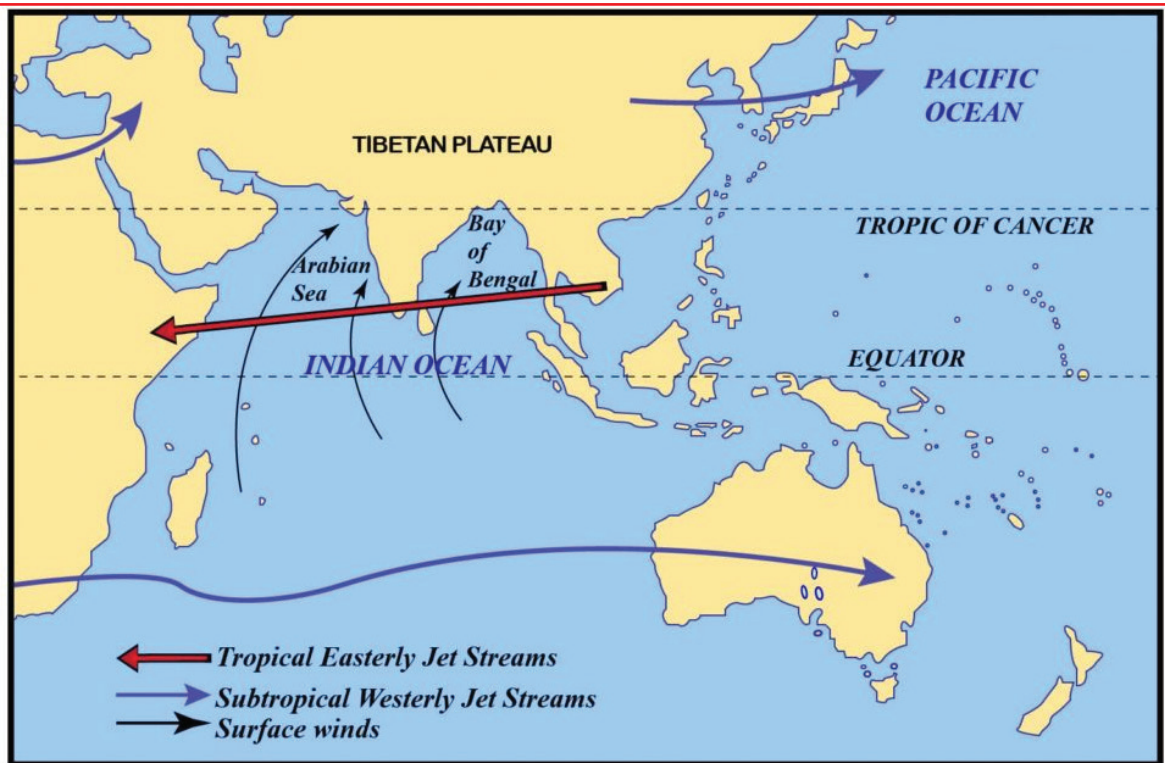 PACIFIC
OCEAN
TIBETAN PLATEAU
TROPIC OF CANCER
Bay
of
Bengal
Arabian
Sea
EQUATOR
INDIAN OCEAN
Tropical Easterly Jet Streams
Subtropical Westerly Jet Streams
Surface winds